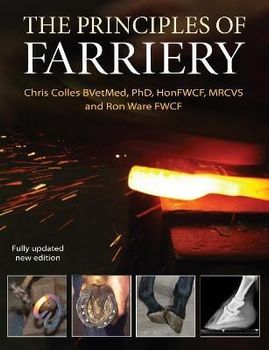 THE PRINCIPLES OF
FARRIERY
Chris Colles BVetMed, PhD, HonFWCF, MRCVS
and Ron Ware FWCF
Fully updated
new edition